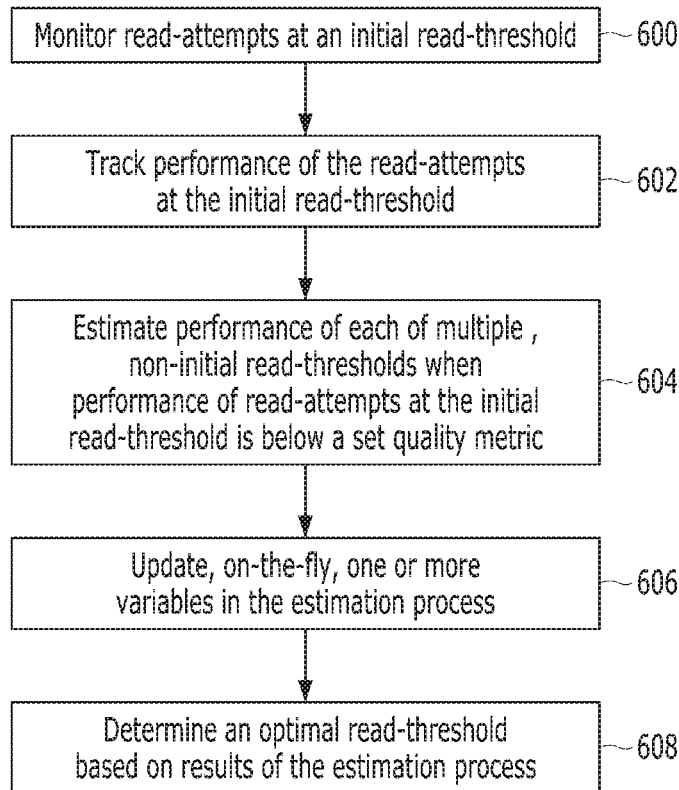 Monitor read-attempts at an initial read-threshold
600
Track performance of the read-attempts
at the initial read-threshold
602
Estimate performance of each of multiple ,
non-initial read-thresholds when
performance of read-attempts at the initial
read-threshold is below a set quality metric
604
Update, on-the-fly, one or more
variables in the estimation process
606
Determine an optimal read-threshold
based on results of the estimation process
608